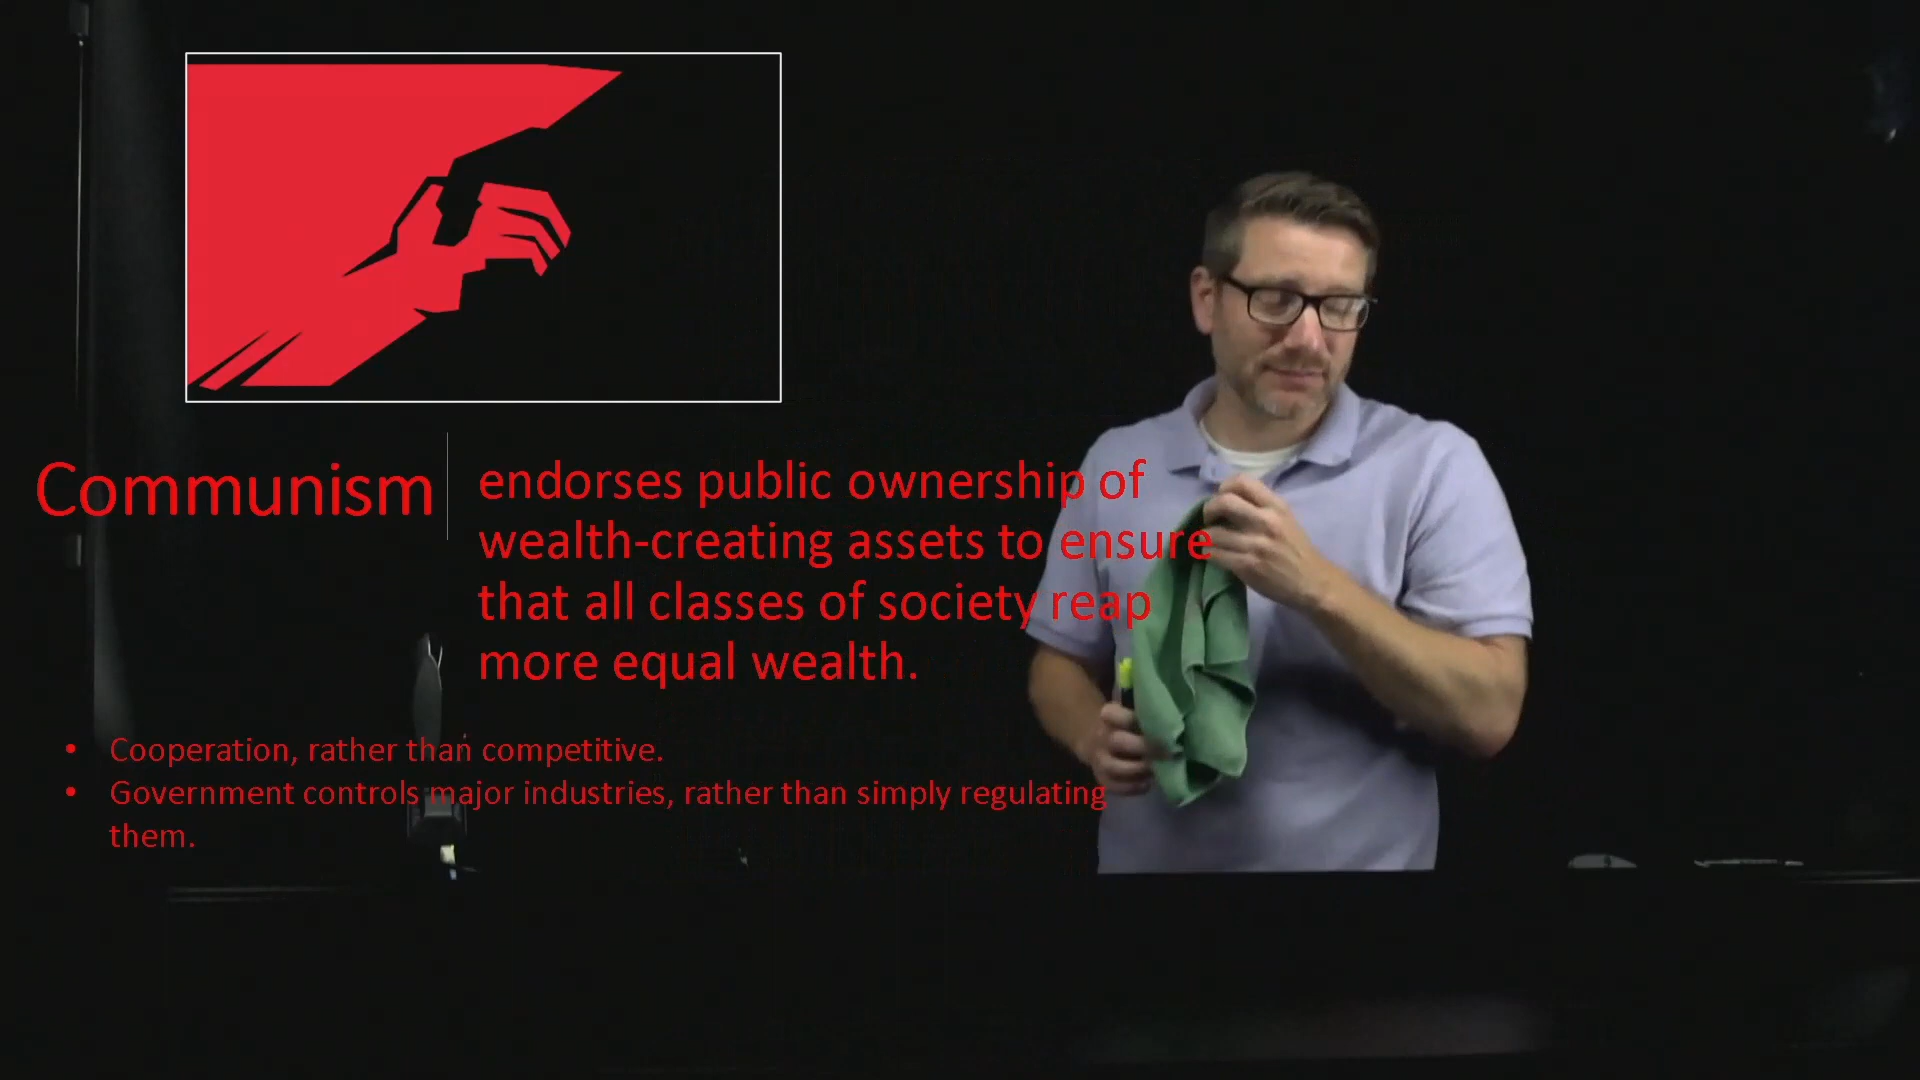 Communism
endorses public ownership of
wealth-creating assets to ensure
that all classes of society reap
more equal wealth.
• Cooperation, rather than competitive.
• Government controls major industries, rather than simply regulating
them.